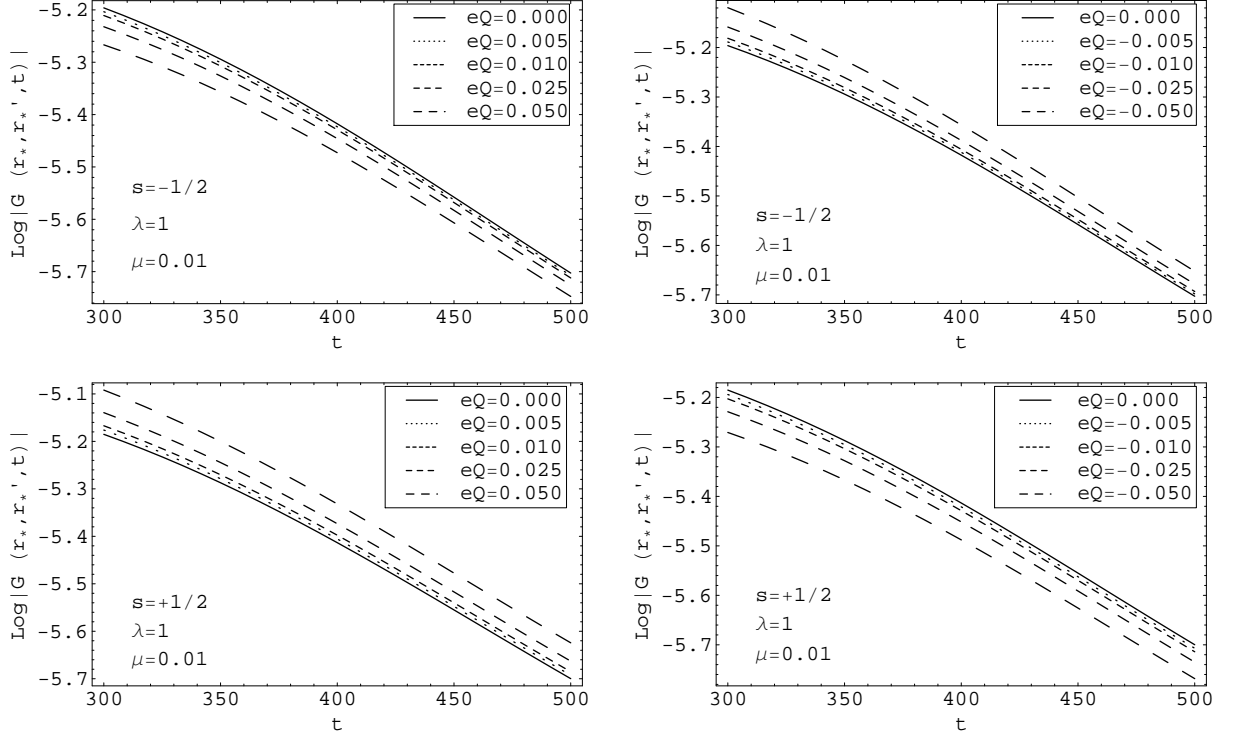 Log|G (r*,r*',t)|
-5.2
-5.3
-5.4
-5.5
-5.6
-5.7
eQ=0.000
eQ=0.005
eQ=0.010
eQ=0.025
eQ=0.050
s=-1/2
λ=1
μ=0.01
300 350 400 450 500
t
Log|G (r*,r*',t)|
-5.2
-5.3
-5.4
-5.5
-5.6
-5.7
eQ=0.000
eQ=-0.005
eQ=-0.010
eQ=-0.025
eQ=-0.050
s=-1/2
λ=1
μ=0.01
300 350 400 450 500
t
Log|G (r*,r*',t)|
-5.1
-5.2
-5.3
-5.4
-5.5
-5.6
-5.7
eQ=0.000
eQ=0.005
eQ=0.010
eQ=0.025
eQ=0.050
s=+1/2
λ=1
μ=0.01
300 350 400 450 500
t
Log|G (r*,r*',t)|
-5.2
-5.3
-5.4
-5.5
-5.6
-5.7
eQ=0.000
eQ=-0.005
eQ=-0.010
eQ=-0.025
eQ=-0.050
s=+1/2
λ=1
μ=0.01
300 350 400 450 500
t